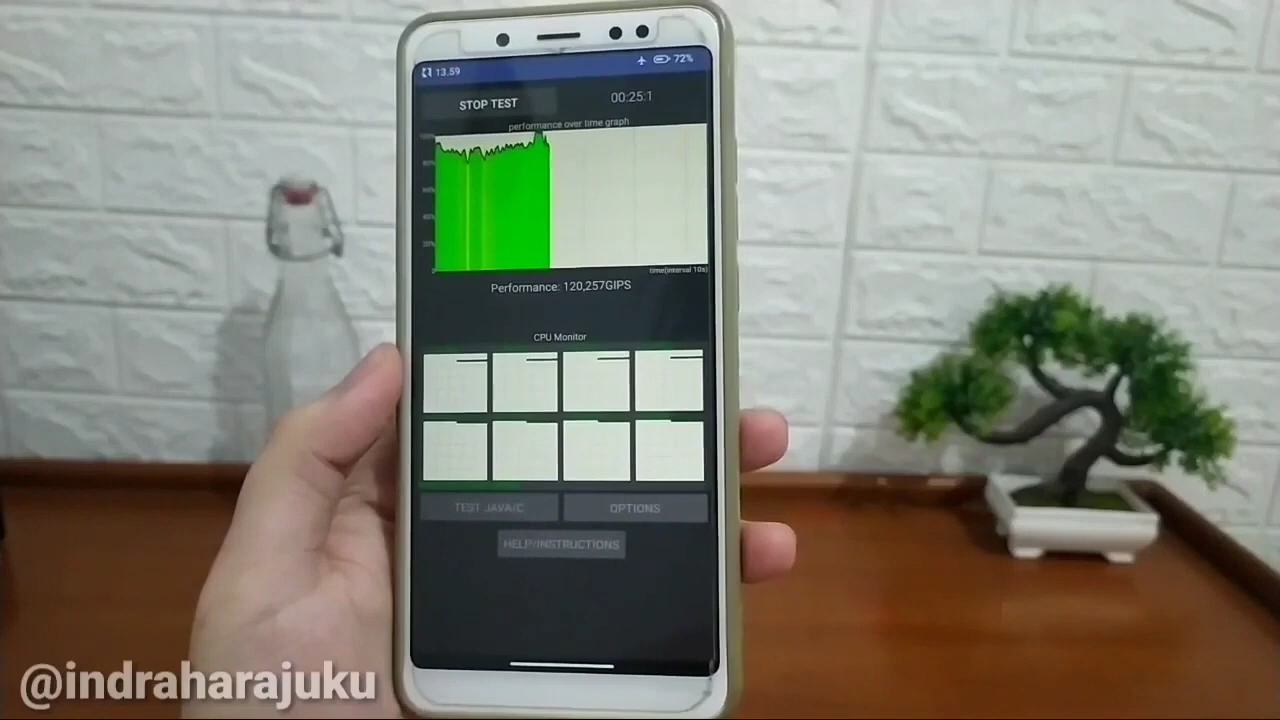 13.59
72%
STOP TEST
00:25:1
performance over time graph
time(interval 10s)
Performance: 120,257GIPS
CPU Monitor
TEST JAVA/C
OPTIONS
HELP/INSTRUCTIONS
@indraharajuku